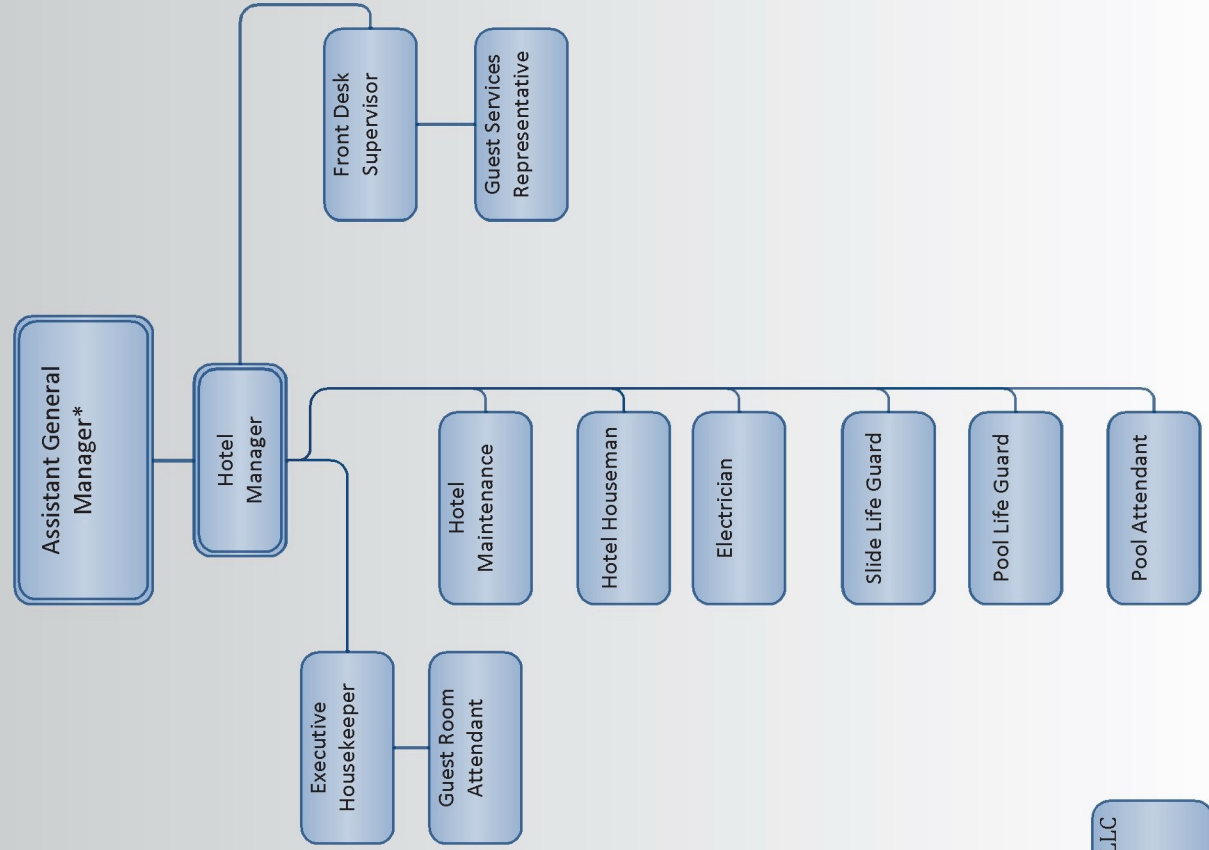 Assistant General
Manager*
Hotel
Manager
Executive
Housekeeper
Guest Room
Attendant
Hotel
Maintenance
Hotel Houseman
Electrician
Slide Life Guard
Pool Life Guard
Pool Attendant
Front Desk
Supervisor
Guest Services
Representative
LLC